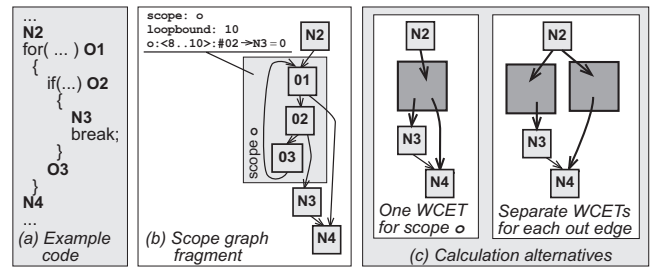 ...
N2
for( ... ) O1
{
if(...) O2
{
N3
break;
}
O3
}
N4
...
(a) Example
code
scope: o
loopbound: 10
o:<8..10>:#02→N3=0
N2
01
02
03
scope o
N3
N4
(b) Scope graph
fragment
N2
N3
N4
One WCET
for scope o
N2
N3
N4
Separate WCETs
for each out edge
(c) Calculation alternatives